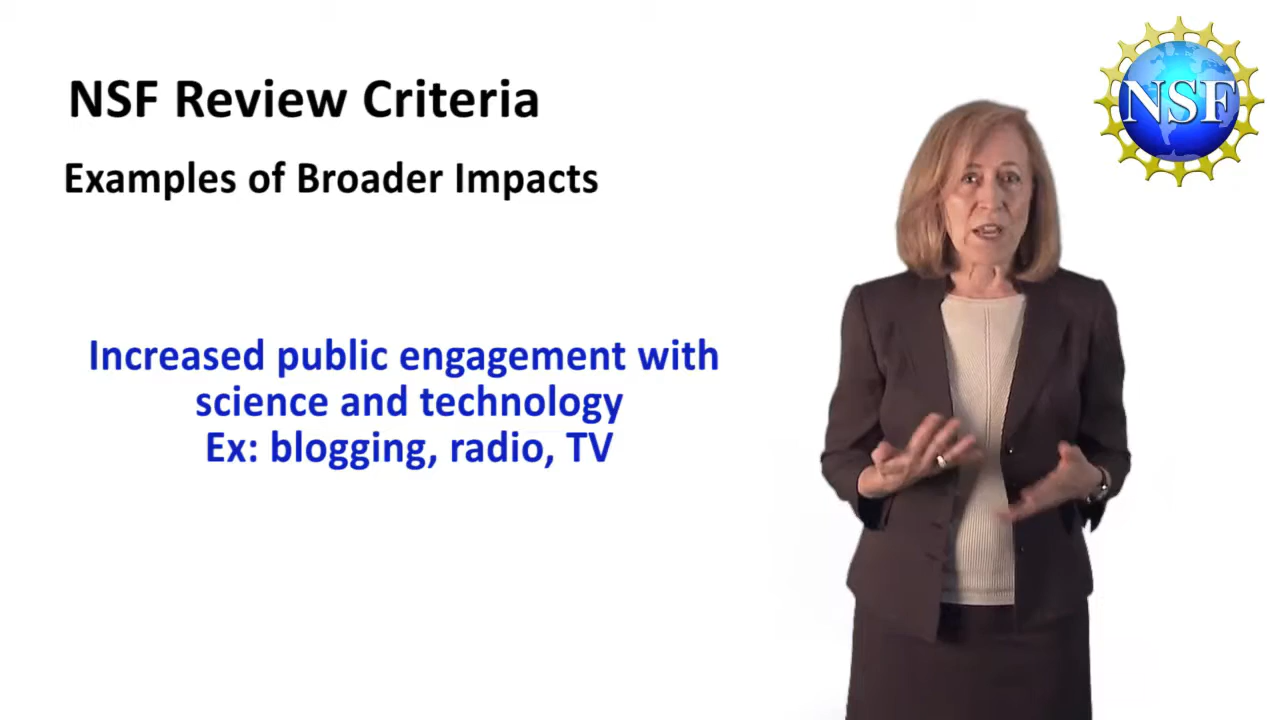 NSF Review Criteria
Examples of Broader Impacts
Increased public engagement with
science and technology
Ex: blogging, radio, TV
NSF